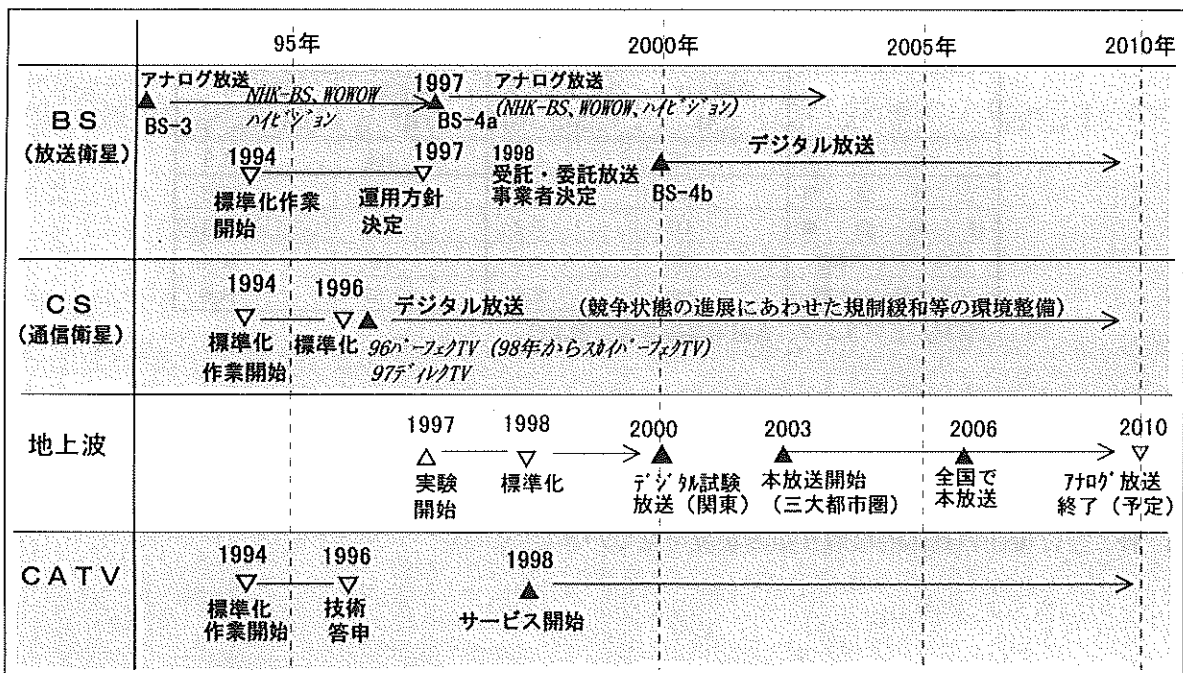 95年 2000年 2005年 2010年
BS
(放送衛星)
アナログ放送
NHK-BS、WOWOW
ハイビジョン
BS-3
1997
BS-4a
アナログ放送
(NHK-BS、WOWOW、ハイビジョン)
1994
標準化作業
開始
1997
運用方針
決定
1998
受託・委託放送
事業者決定
BS-4b
デジタル放送
CS
(通信衛星)
1994
標準化
作業開始
1996
標準化
デジタル放送
(競争状態の進展にあわせた規制緩和等の環境整備)
96パーフェクTV (98年からスカイパーフェクTV)
97ディレクTV
地上波
1997
実験
開始
1998
標準化
2000
デジタル試験
放送(関東)
2003
本放送開始
(三大都市圏)
2006
全国で
本放送
2010
アナログ放送
終了(予定)
CATV
1994
標準化
作業開始
1996
技術
答申
1998
サービス開始